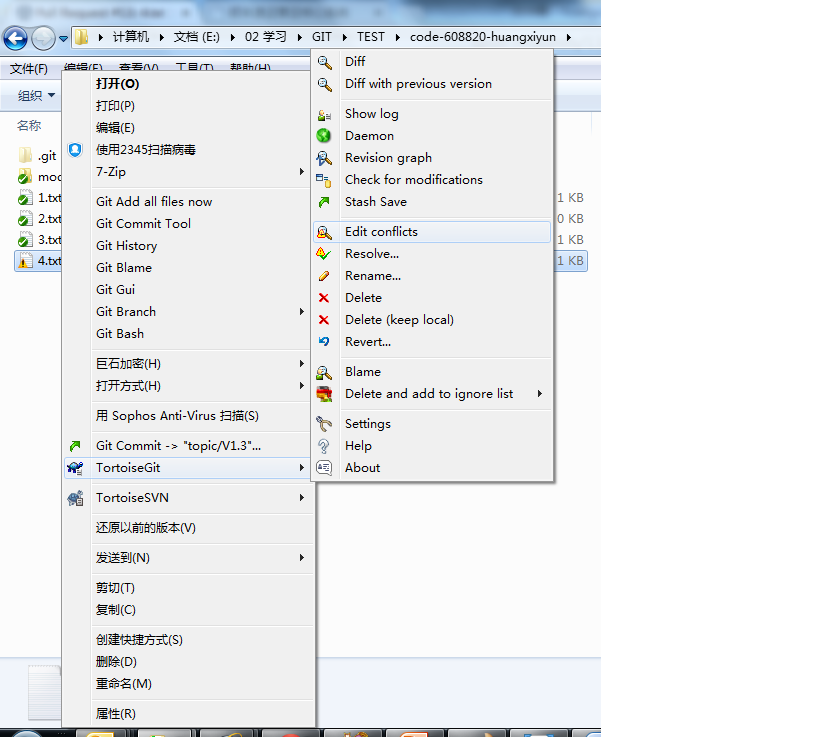 计算机 文档 (E:) 02 学习 GIT TEST code-608820-huangxiyun
文件(F) 编辑(E) 查看(V) 工具(T) 帮助(H)
组织
名称
.git
1.txt
2.txt
3.txt
4.txt
1 KB
0 KB
1 KB
1 KB
打开(O)
打印(P)
编辑(E)
使用2345扫描病毒
7-Zip
Git Add all files now
Git Commit Tool
Git History
Git Blame
Git Gui
Git Branch
Git Bash
巨石加密(H)
打开方式(H)
用 Sophos Anti-Virus 扫描(S)
Git Commit -> "topic/V1.3"...
TortoiseGit
TortoiseSVN
还原以前的版本(V)
发送到(N)
剪切(T)
复制(C)
创建快捷方式(S)
删除(D)
重命名(M)
属性(R)
Diff
Diff with previous version
Show log
Daemon
Revision graph
Check for modifications
Stash Save
Edit conflicts
Resolve...
Rename...
Delete
Delete (keep local)
Revert...
Blame
Delete and add to ignore list
Settings
Help
About